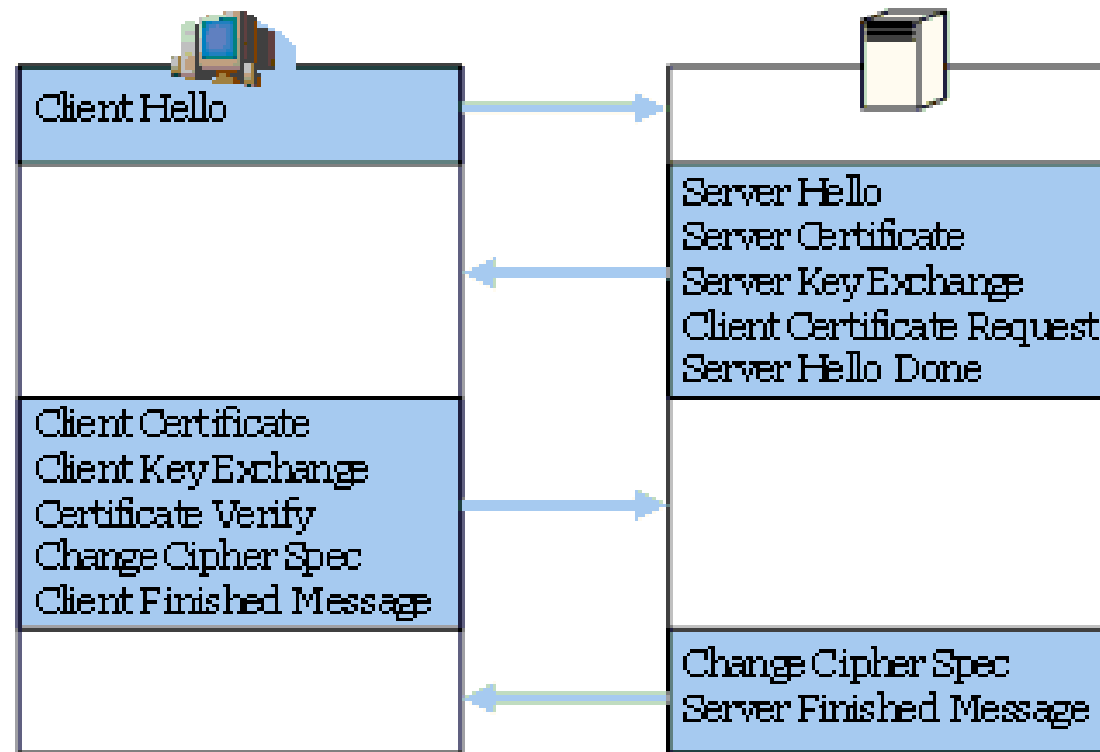 Client Hello
Server Hello
Server Certificate
Server Key Exchange
Client Certificate Request
Server Hello Done
Client Certificate
Client Key Exchange
Certificate Verify
Change Cipher Spec
Client Finished Message
Change Cipher Spec
Server Finished Message